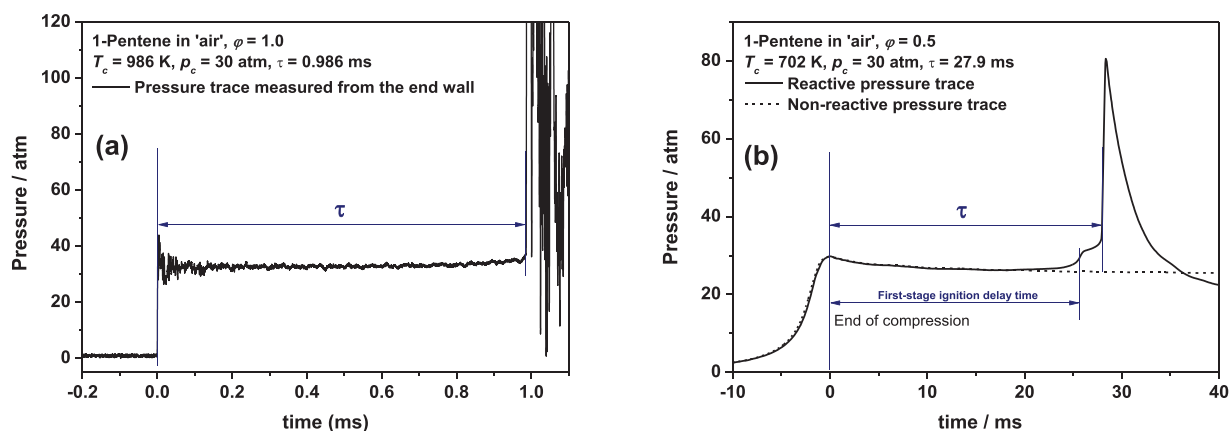 1-Pentene in 'air', φ = 1.0
T_c = 986 K, p_c = 30 atm, τ = 0.986 ms
Pressure trace measured from the end wall
(a)
τ
Pressure / atm
120
100
80
60
40
20
0
-0.2
0.0
0.2
0.4
0.6
0.8
1.0
time (ms)
1-Pentene in 'air', φ = 0.5
T_c = 702 K, p_c = 30 atm, τ = 27.9 ms
Reactive pressure trace
Non-reactive pressure trace
(b)
τ
First-stage ignition delay time
End of compression
Pressure / atm
80
60
40
20
0
-10
0
10
20
30
40
time / ms